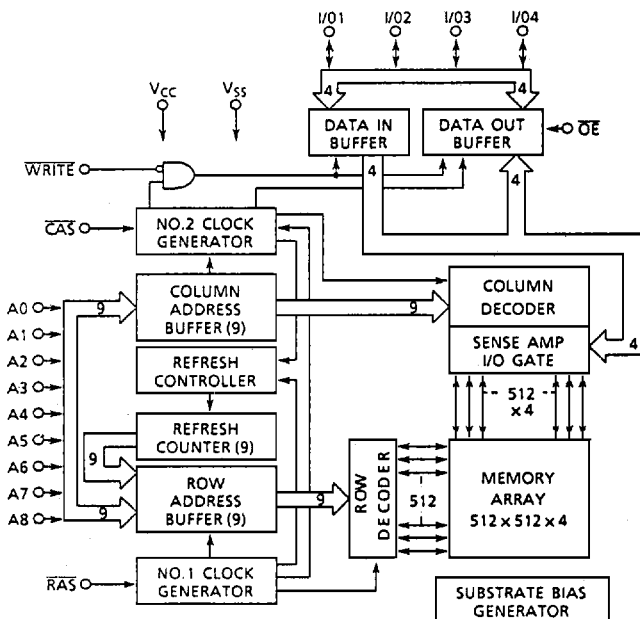 I/O1 I/O2 I/O3 I/O4
4 4
VCC VSS
DATA IN
BUFFER
DATA OUT
BUFFER
OE
WRITE
4 4
CAS
NO.2 CLOCK
GENERATOR
A0
A1
A2
A3
A4
A5
A6
A7
A8
9
COLUMN
ADDRESS
BUFFER (9)
9 9
COLUMN
DECODER
SENSE AMP
I/O GATE
4
REFRESH
CONTROLLER
512
x 4
REFRESH
COUNTER (9)
9
9
ROW
ADDRESS
BUFFER (9)
9
ROW
DECODER
512
MEMORY
ARRAY
512 x 512 x 4
RAS
NO.1 CLOCK
GENERATOR
SUBSTRATE BIAS
GENERATOR